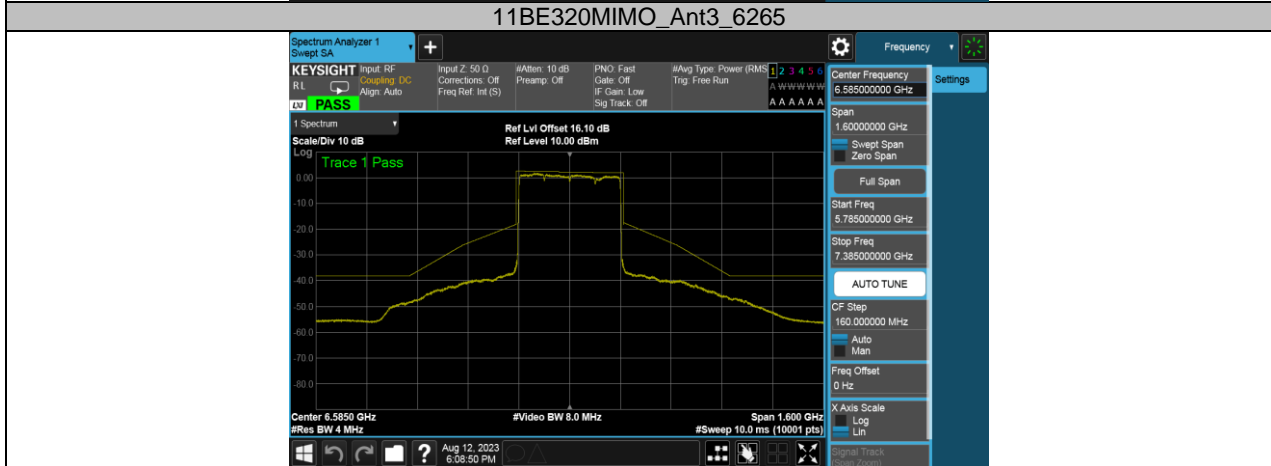 11BE320MIMO_Ant3_6265
Spectrum Analyzer 1
Swept SA
+
Frequency
KEYSIGHT
RL
LXI
PASS
Input: RF
Coupling: DC
Align: Auto
Input Z: 50 Ω
Corrections: Off
Freq Ref: Int (S)
#Atten: 10 dB
Preamp: Off
PNO: Fast
Gate: Off
IF Gain: Low
Sig Track: Off
#Avg Type: Power (RMS
Trig: Free Run
1 2 3 4 5 6
A W W W W W
A A A A A A
Center Frequency
6.585000000 GHz
Settings
Span
1.60000000 GHz
Swept Span
Zero Span
Full Span
Start Freq
5.785000000 GHz
Stop Freq
7.385000000 GHz
AUTO TUNE
CF Step
160.000000 MHz
Auto
Man
Freq Offset
0 Hz
X Axis Scale
Log
Lin
Signal Track
(Span Zoom)
1 Spectrum
Scale/Div 10 dB
Ref Lvl Offset 16.10 dB
Ref Level 10.00 dBm
Log
Trace 1 Pass
0.00
-10.0
-20.0
-30.0
-40.0
-50.0
-60.0
-70.0
-80.0
Center 6.5850 GHz
#Res BW 4 MHz
#Video BW 8.0 MHz
Span 1.600 GHz
#Sweep 10.0 ms (10001 pts)
?
Aug 12, 2023
6:08:50 PM